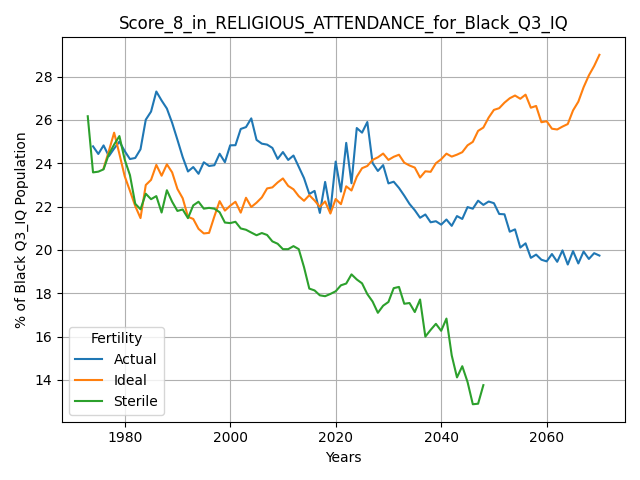 Score_8_in_RELIGIOUS_ATTENDANCE_for_Black_Q3_IQ
% of Black Q3_IQ Population
28
26
24
22
20
18
16
14
Fertility
Actual
Ideal
Sterile
1980
2000
2020
2040
2060
Years